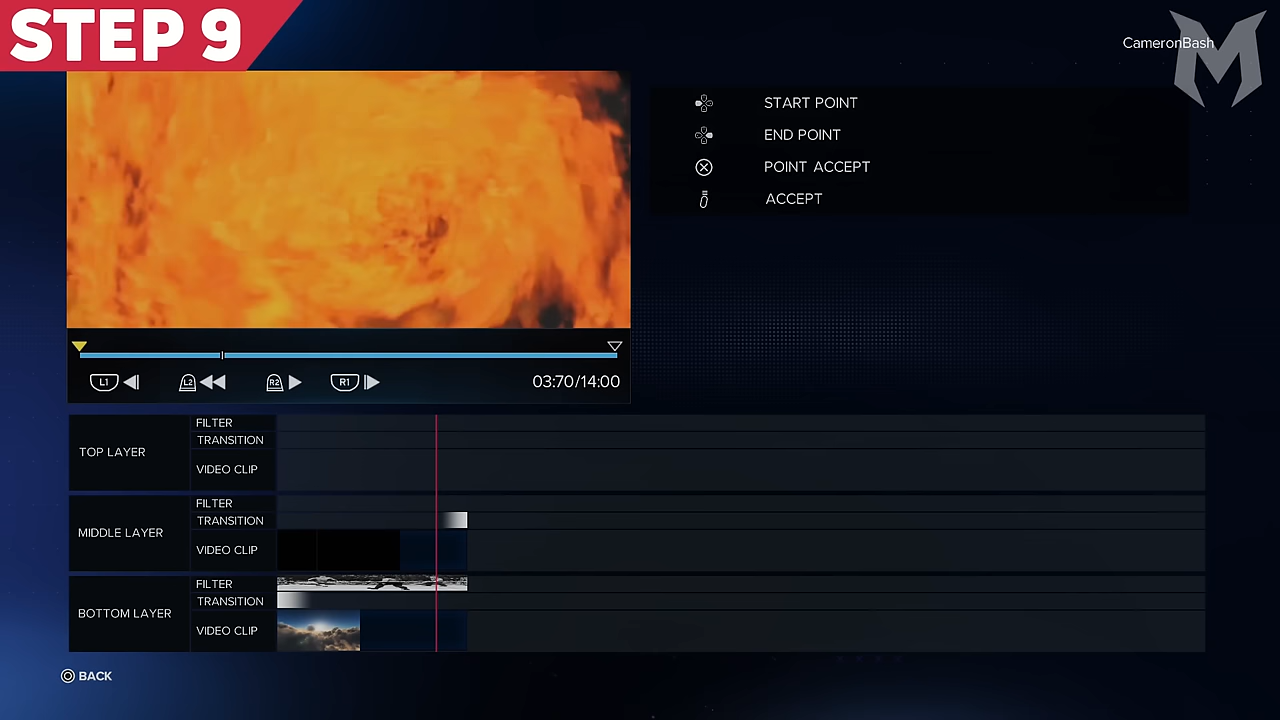 STEP 9
CameronBash
START POINT
END POINT
POINT ACCEPT
ACCEPT
L1
L2
R2
R1
03:70/14:00
TOP LAYER
FILTER
TRANSITION
VIDEO CLIP
MIDDLE LAYER
FILTER
TRANSITION
VIDEO CLIP
BOTTOM LAYER
FILTER
TRANSITION
VIDEO CLIP
BACK